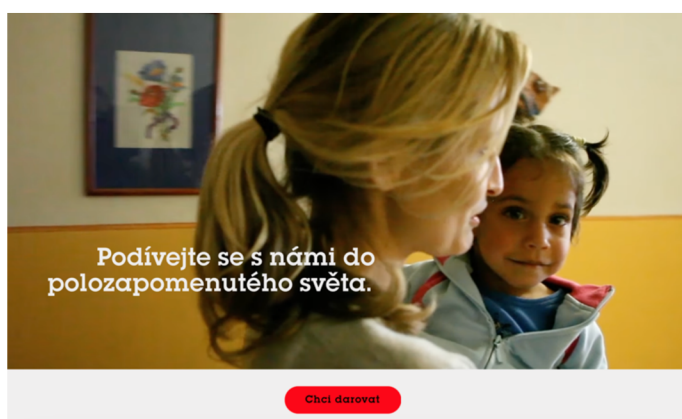 Podívejte se s námi do
polozapomenutého světa.
Chci darovat